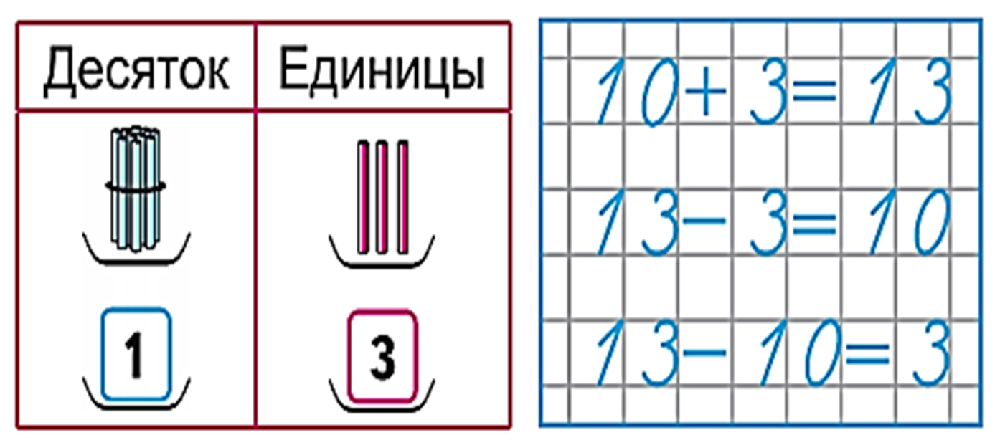 Десяток Единицы
1 3
10 + 3 = 13
13 - 3 = 10
13 - 10 = 3